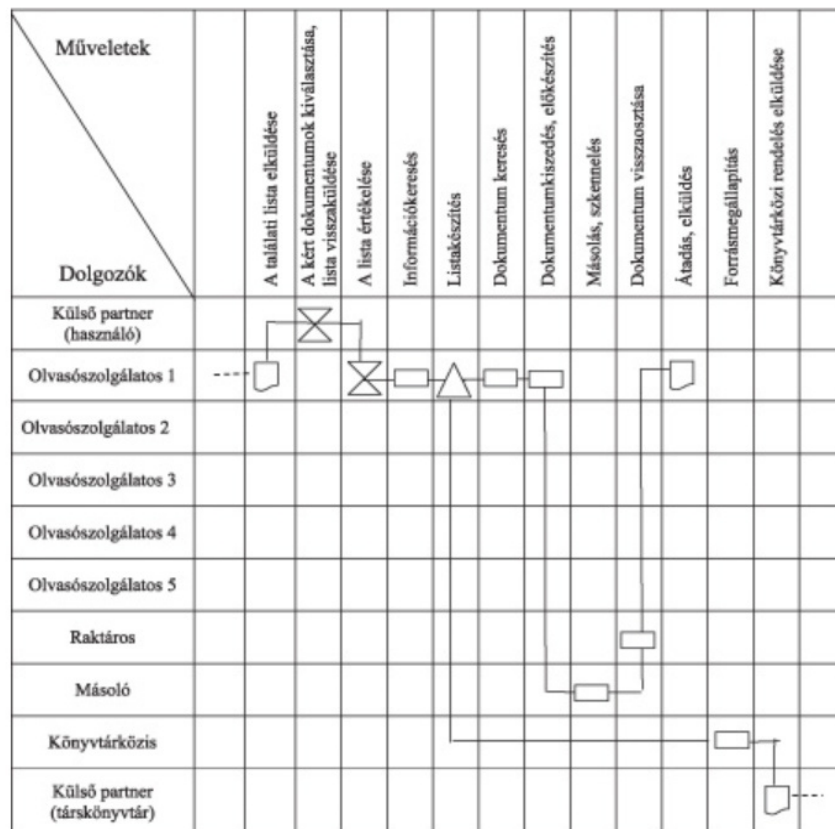 Műveletek
Dolgozók
A találati lista elküldése
A kért dokumentumok kiválasztása,
lista visszaküldése
A lista értékelése
Információkeresés
Listakészítés
Dokumentum keresés
Dokumentumkiszedés, előkészítés
Másolás, szkennelés
Dokumentum visszaosztása
Átadás, elküldés
Forrásmegállapítás
Könyvtárközi rendelés elküldése
Külső partner
(használó)
Olvasószolgálatos 1
Olvasószolgálatos 2
Olvasószolgálatos 3
Olvasószolgálatos 4
Olvasószolgálatos 5
Raktáros
Másoló
Könyvtárközis
Külső partner
(társkönyvtár)